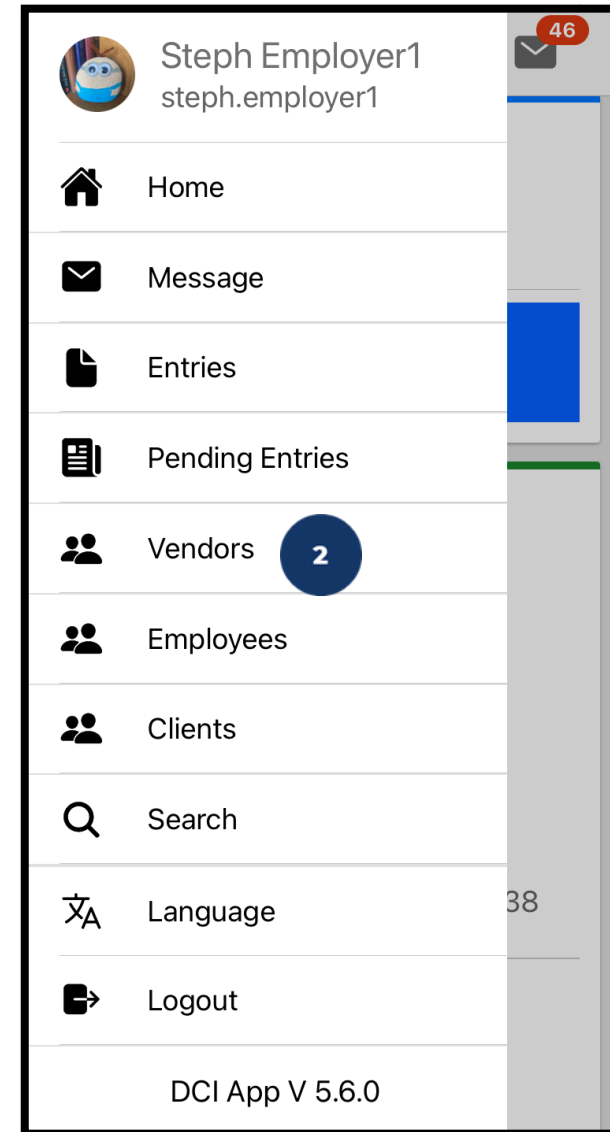 Steph Employer1
steph.employer1
46
Home
Message
Entries
Pending Entries
Vendors
2
Employees
Clients
Search
Language
38
Logout
DCI App V 5.6.0